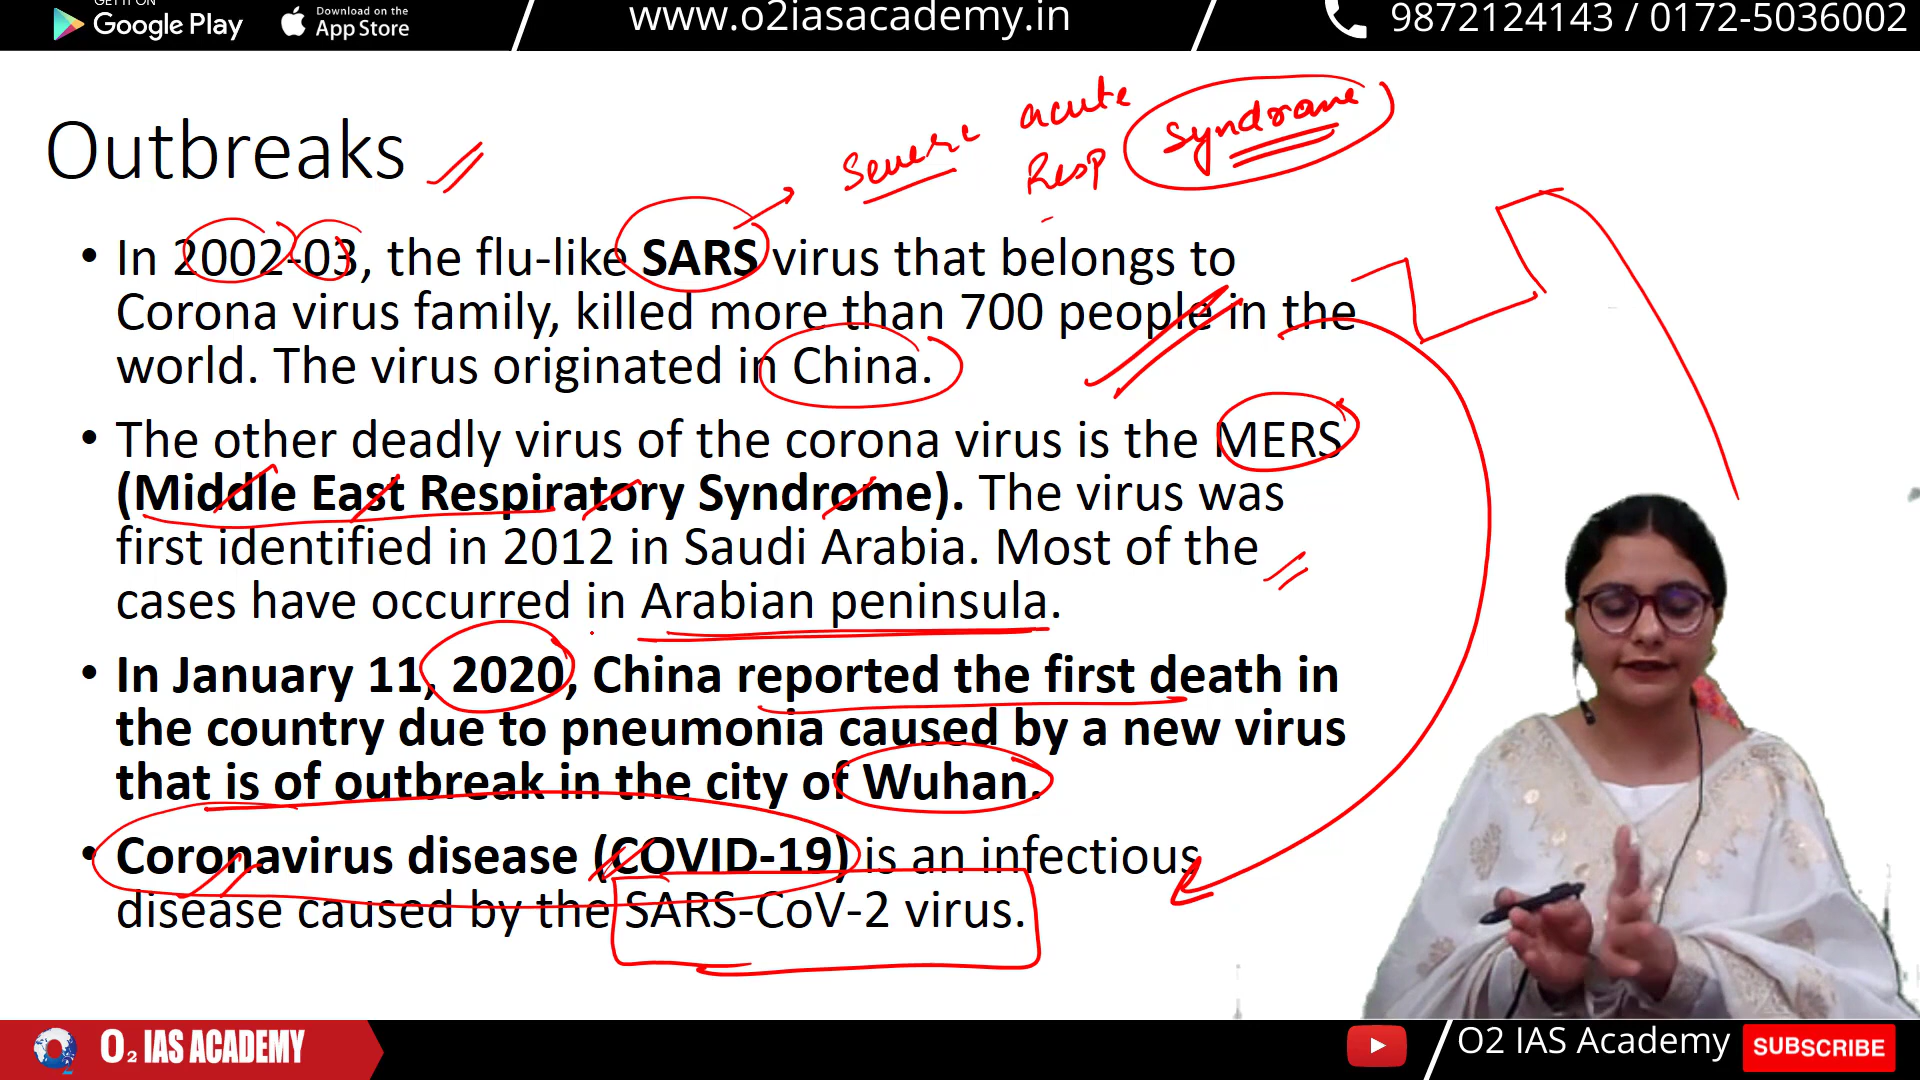 GET IT ON
Google Play
Download on the
App Store
www.o2iasacademy.in
9872124143 / 0172-5036002
Outbreaks
Severe acute
Resp Syndrome
• In 2002-03, the flu-like SARS virus that belongs to
Corona virus family, killed more than 700 people in the
world. The virus originated in China.
• The other deadly virus of the corona virus is the MERS
(Middle East Respiratory Syndrome). The virus was
first identified in 2012 in Saudi Arabia. Most of the
cases have occurred in Arabian peninsula.
• In January 11, 2020, China reported the first death in
the country due to pneumonia caused by a new virus
that is of outbreak in the city of Wuhan.
• Coronavirus disease (COVID-19) is an infectious
disease caused by the SARS-CoV-2 virus.
O2 IAS ACADEMY
O2 IAS Academy
SUBSCRIBE